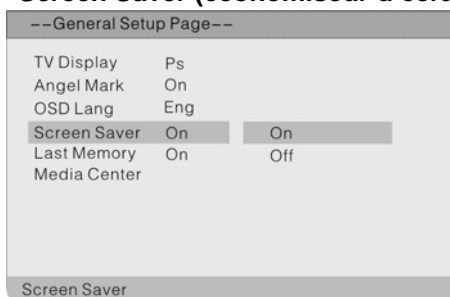 --General Setup Page--
TV Display Ps
Angel Mark On
OSD Lang Eng
Screen Saver On On
Last Memory On Off
Media Center
Screen Saver